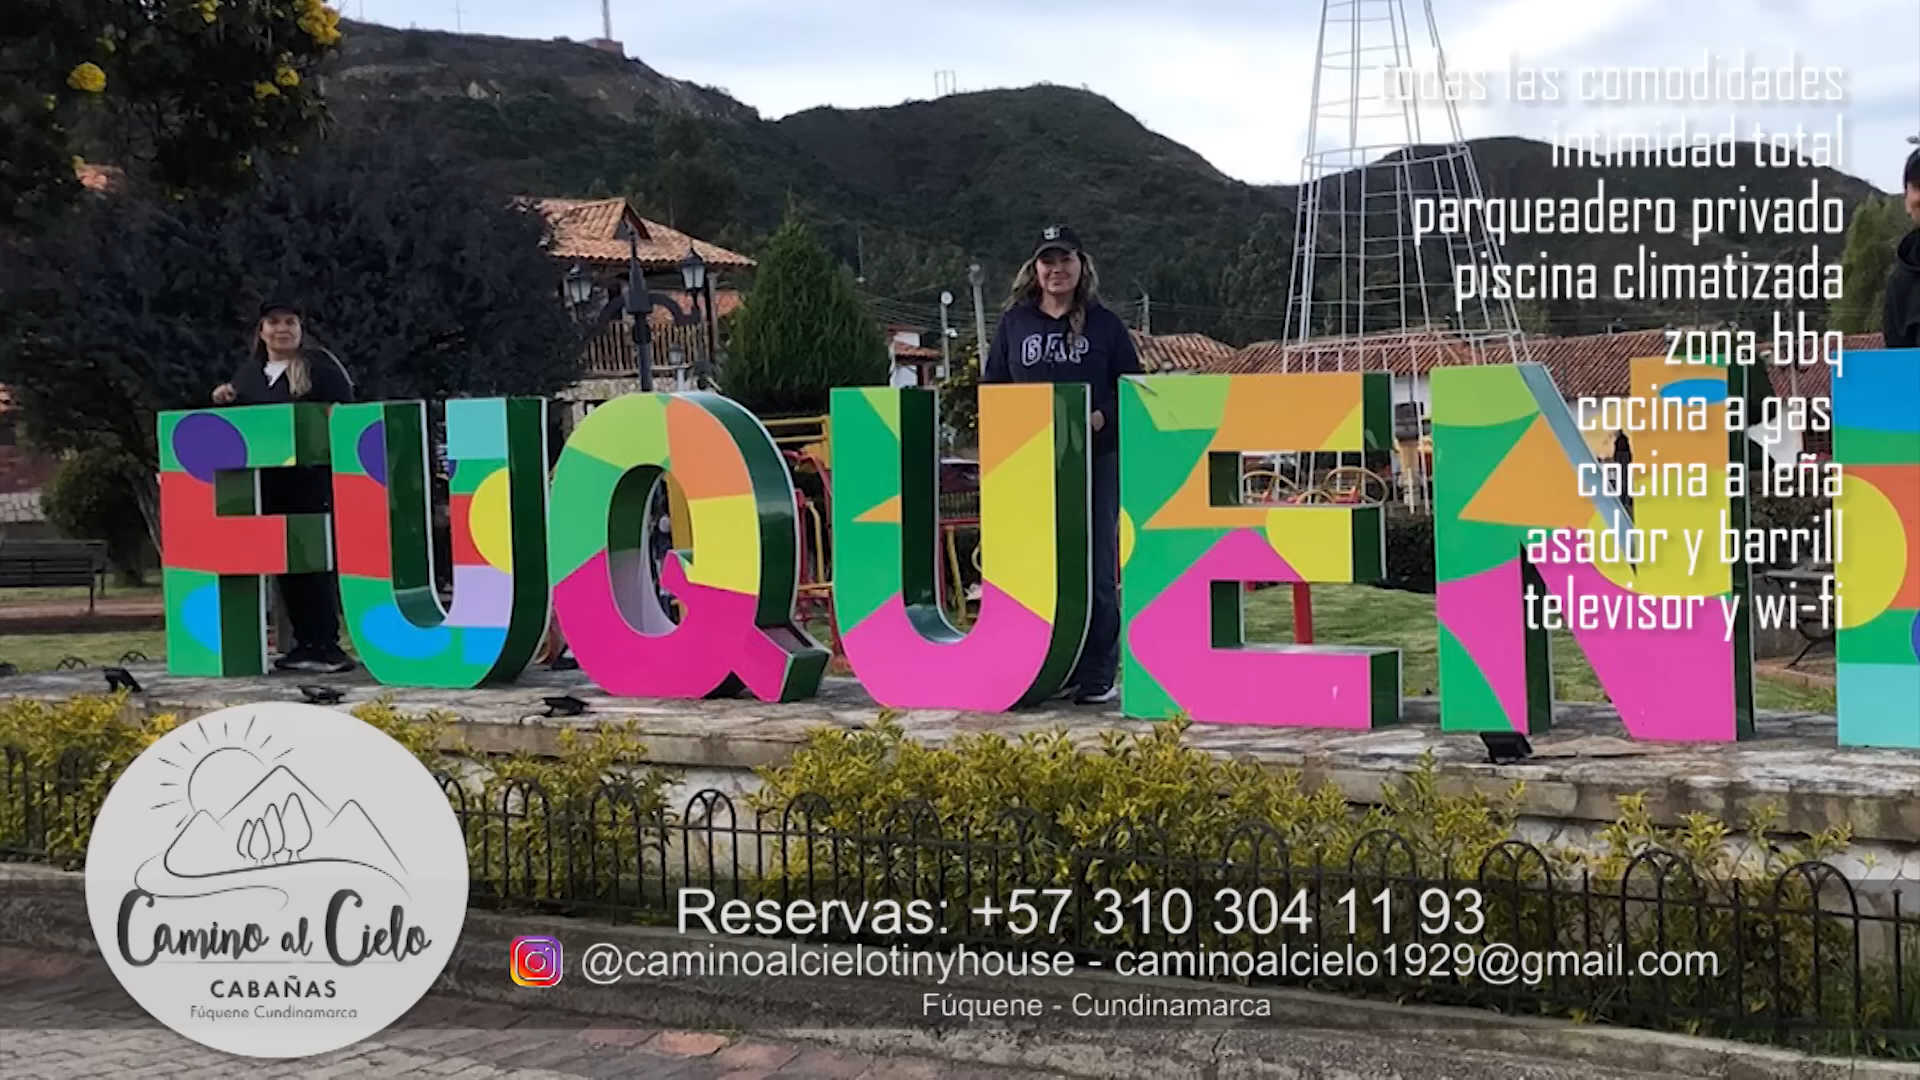 todas las comodidades
intimidad total
parqueadero privado
piscina climatizada
zona bbq
cocina a gas
cocina a leña
asador y barrill
televisor y wi-fi
GAP
FUQUENE
Camino al Cielo
CABAÑAS
Fúquene Cundinamarca
Reservas: +57 310 304 11 93
@caminoalcielotinyhouse - caminoalcielo1929@gmail.com
Fúquene - Cundinamarca